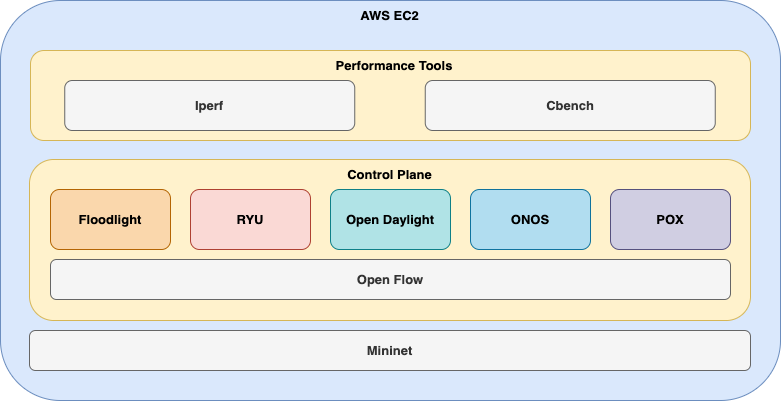 AWS EC2
Performance Tools
Iperf
Cbench
Control Plane
Floodlight
RYU
Open Daylight
ONOS
POX
Open Flow
Mininet